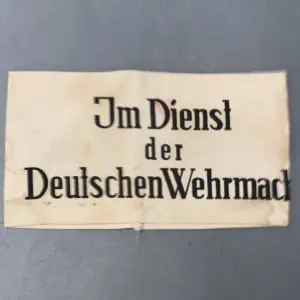 Im Dienst
der
Deutschen Wehrmach